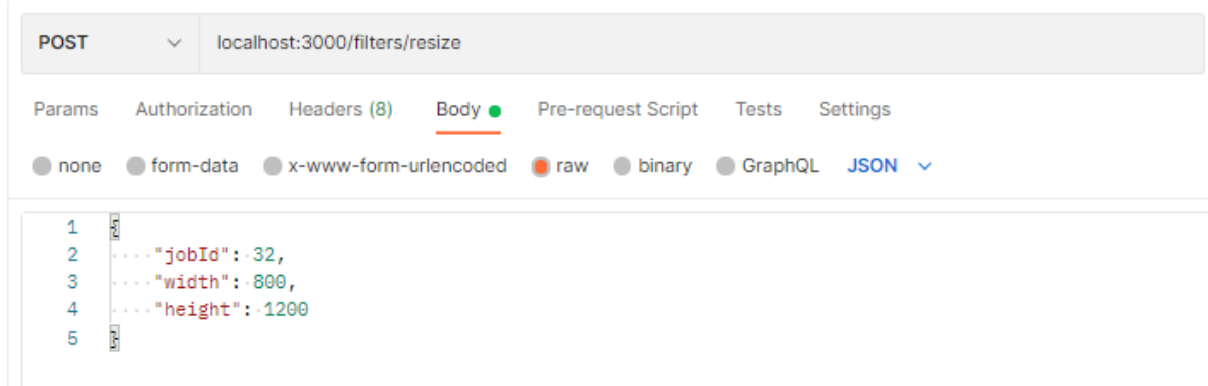 POST localhost:3000/filters/resize
Params Authorization Headers (8) Body Pre-request Script Tests Settings
none form-data x-www-form-urlencoded raw binary GraphQL JSON
1 {
2 "jobId": 32,
3 "width": 800,
4 "height": 1200
5 }